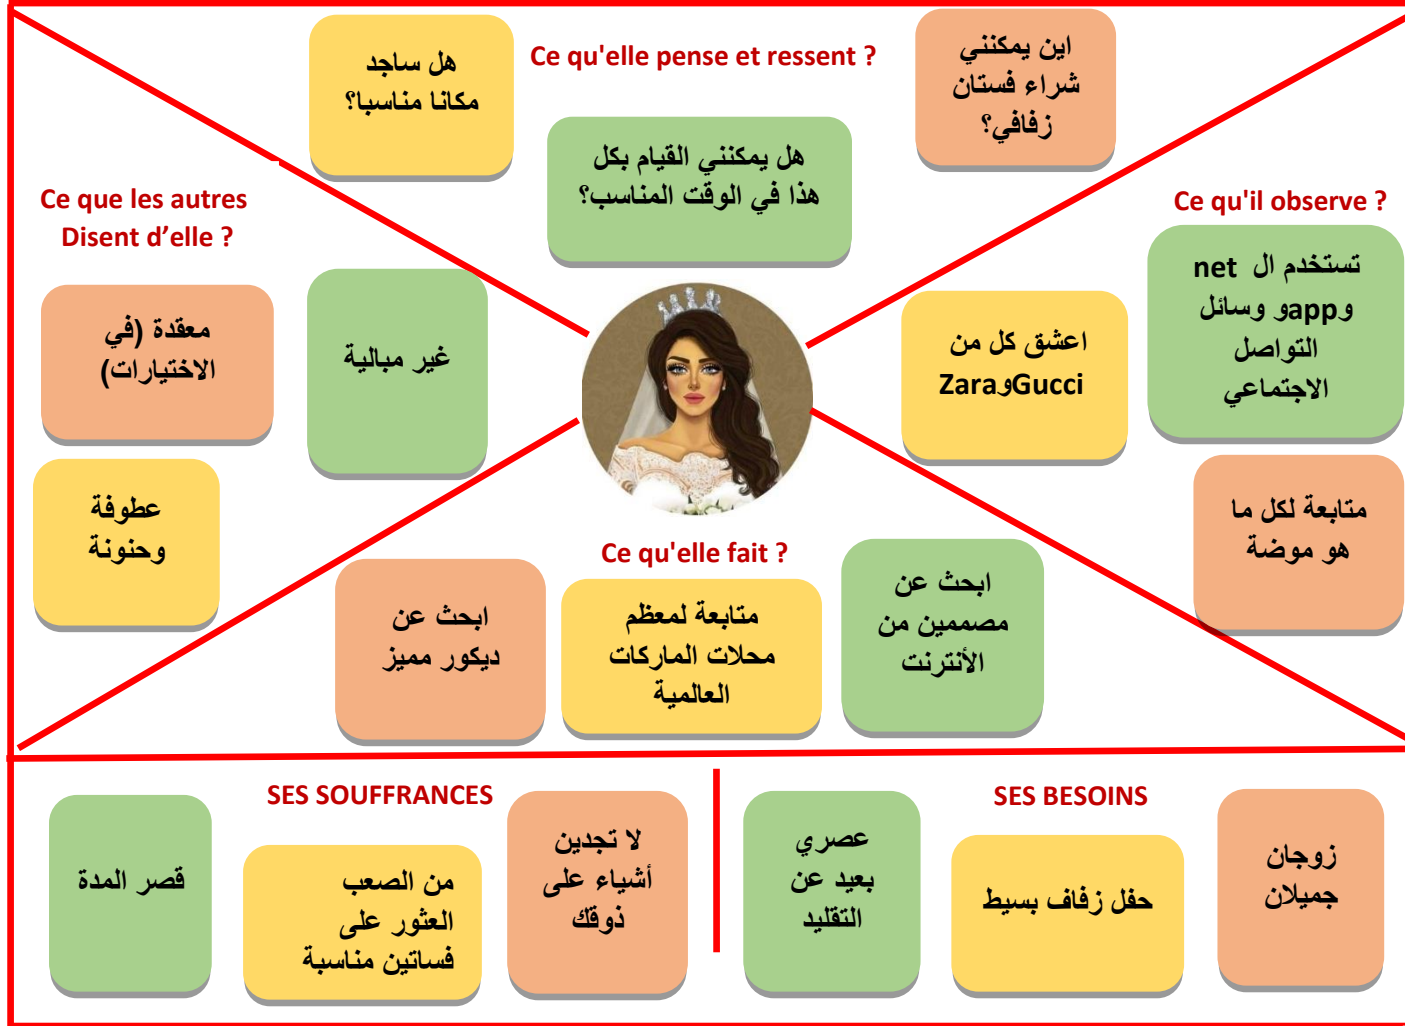 Ce qu'elle pense et ressent ?
هل ساجد
مكانا مناسبا؟
هل يمكنني القيام بكل
هذا في الوقت المناسب؟
اين يمكنني
شراء فستان
زفافي؟
Ce que les autres
Disent d’elle ?
معقدة (في
الاختيارات)
غير مبالية
عطوفة
وحنونة
Ce qu'il observe ?
تستخدم ال net
وappو وسائل
التواصل
الاجتماعي
اعشق كل من
GucciوZara
متابعة لكل ما
هو موضة
Ce qu'elle fait ?
ابحث عن
ديكور مميز
متابعة لمعظم
محلات الماركات
العالمية
ابحث عن
مصممين من
الأنترنت
SES SOUFFRANCES
قصر المدة
من الصعب
العثور على
فساتين مناسبة
لا تجدين
أشياء على
ذوقك
SES BESOINS
عصري
بعيد عن
التقليد
حفل زفاف بسيط
زوجان
جميلان